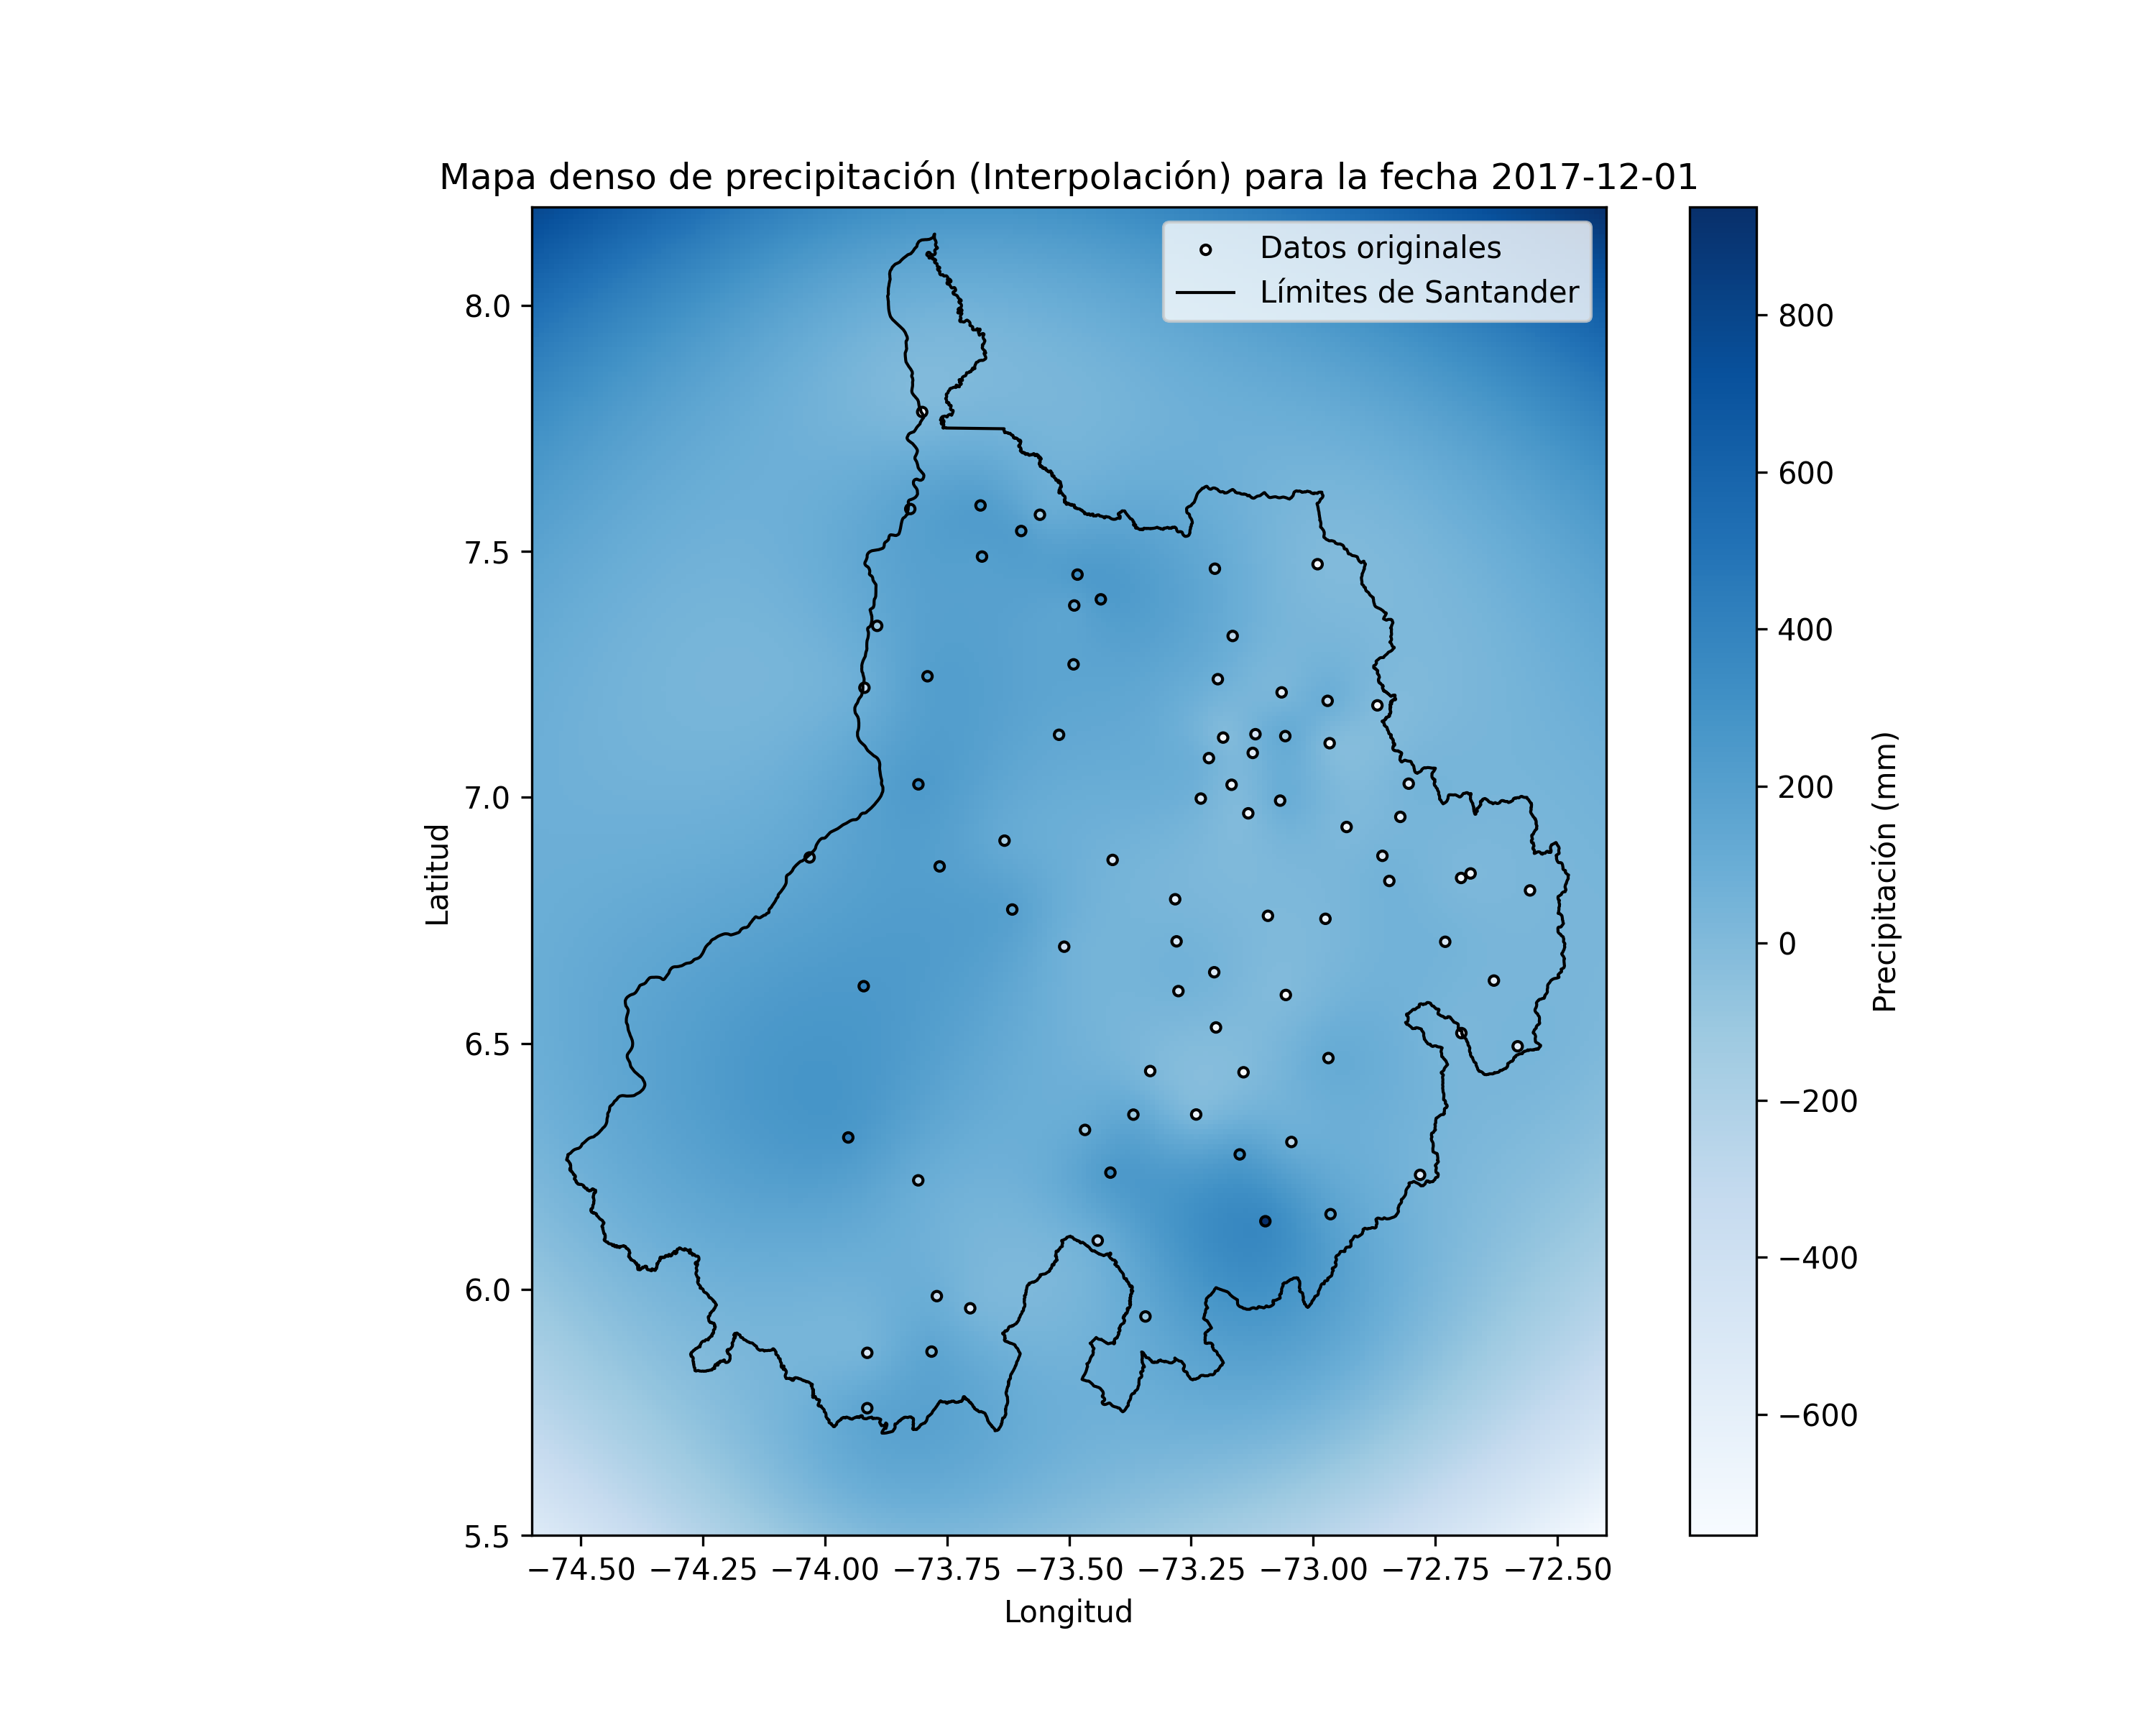 Mapa denso de precipitación (Interpolación) para la fecha 2017-12-01
Datos originales
Límites de Santander
8.0
7.5
7.0
6.5
6.0
5.5
Latitud
−74.50 −74.25 −74.00 −73.75 −73.50 −73.25 −73.00 −72.75 −72.50
Longitud
800
600
400
200
0
−200
−400
−600
Precipitación (mm)